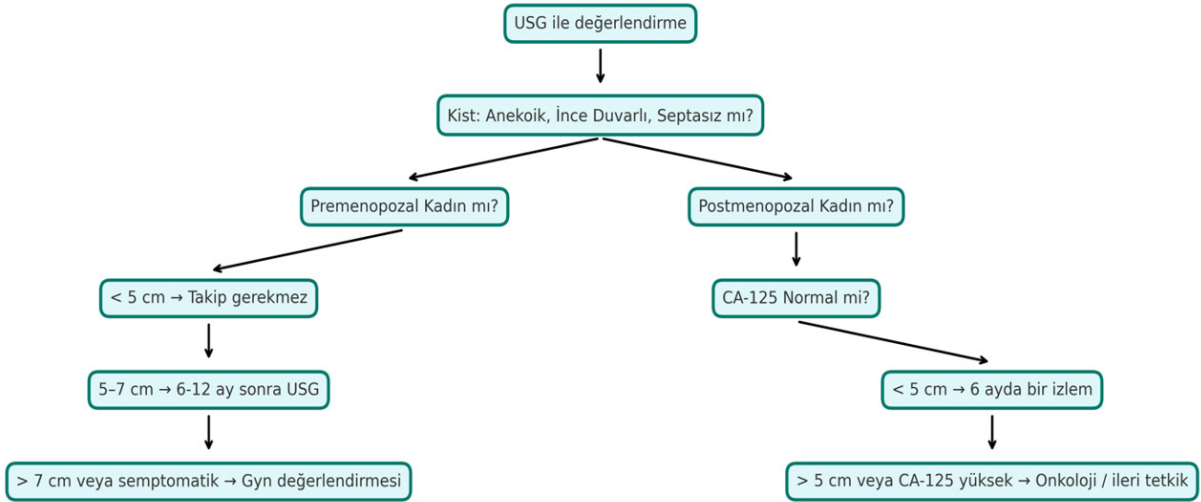 USG ile değerlendirme
Kist: Anekoik, İnce Duvarlı, Septasız mı?
Premenopozal Kadın mı?
Postmenopozal Kadın mı?
< 5 cm → Takip gerekmez
CA-125 Normal mi?
5–7 cm → 6-12 ay sonra USG
< 5 cm → 6 ayda bir izlem
> 7 cm veya semptomatik → Gyn değerlendirmesi
> 5 cm veya CA-125 yüksek → Onkoloji / ileri tetkik